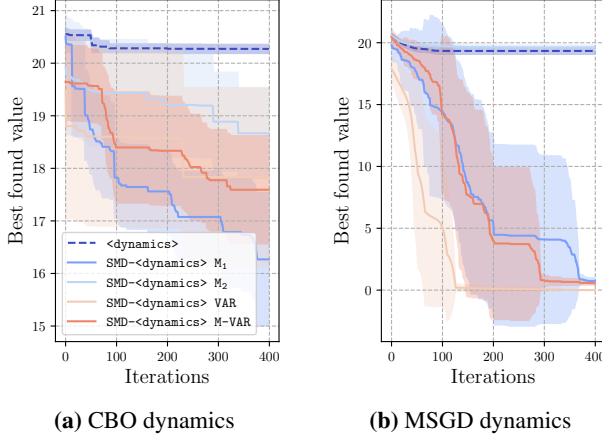 Best found value
21
20
19
18
17
16
15
<dynamics>
SMD-<dynamics> M₁
SMD-<dynamics> M₂
SMD-<dynamics> VAR
SMD-<dynamics> M-VAR
0 100 200 300 400
Iterations
(a) CBO dynamics
Best found value
20
15
10
5
0
0 100 200 300 400
Iterations
(b) MSGD dynamics